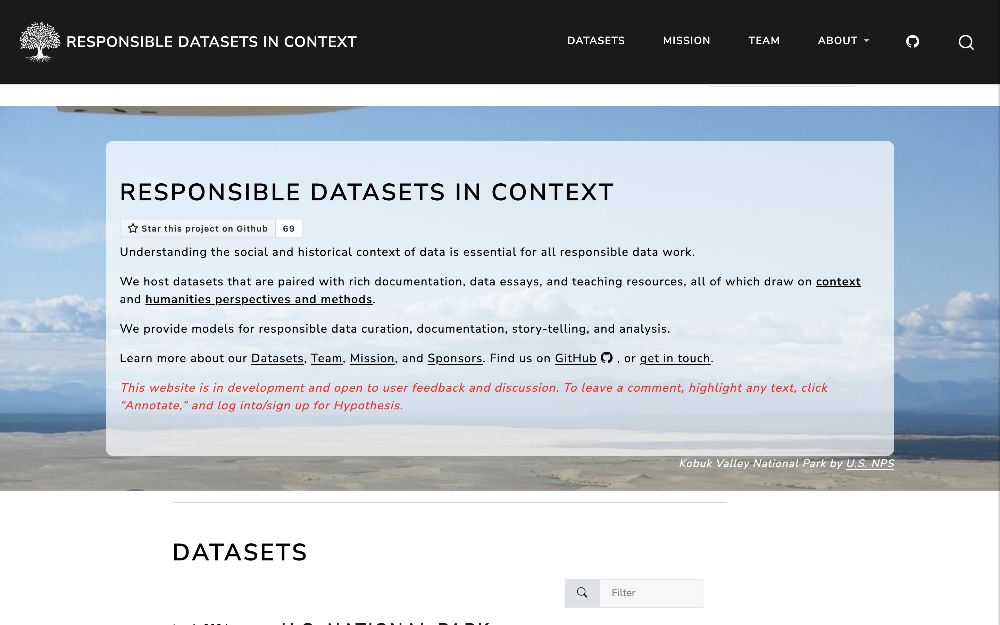 RESPONSIBLE DATASETS IN CONTEXT
DATASETS
MISSION
TEAM
ABOUT
RESPONSIBLE DATASETS IN CONTEXT
Star this project on Github 69
Understanding the social and historical context of data is essential for all responsible data work.
We host datasets that are paired with rich documentation, data essays, and teaching resources, all of which draw on context
and humanities perspectives and methods.
We provide models for responsible data curation, documentation, story-telling, and analysis.
Learn more about our Datasets, Team, Mission, and Sponsors. Find us on GitHub , or get in touch.
This website is in development and open to user feedback and discussion. To leave a comment, highlight any text, click
“Annotate,” and log into/sign up for Hypothesis.
Kobuk Valley National Park by U.S. NPS
DATASETS
Filter
U.S. NATIONAL PARK